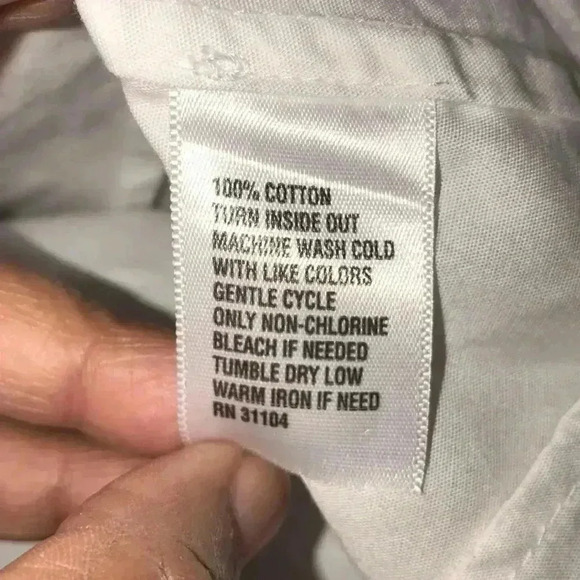 100% COTTON
TURN INSIDE OUT
MACHINE WASH COLD
WITH LIKE COLORS
GENTLE CYCLE
ONLY NON-CHLORINE
BLEACH IF NEEDED
TUMBLE DRY LOW
WARM IRON IF NEED
RN 31104